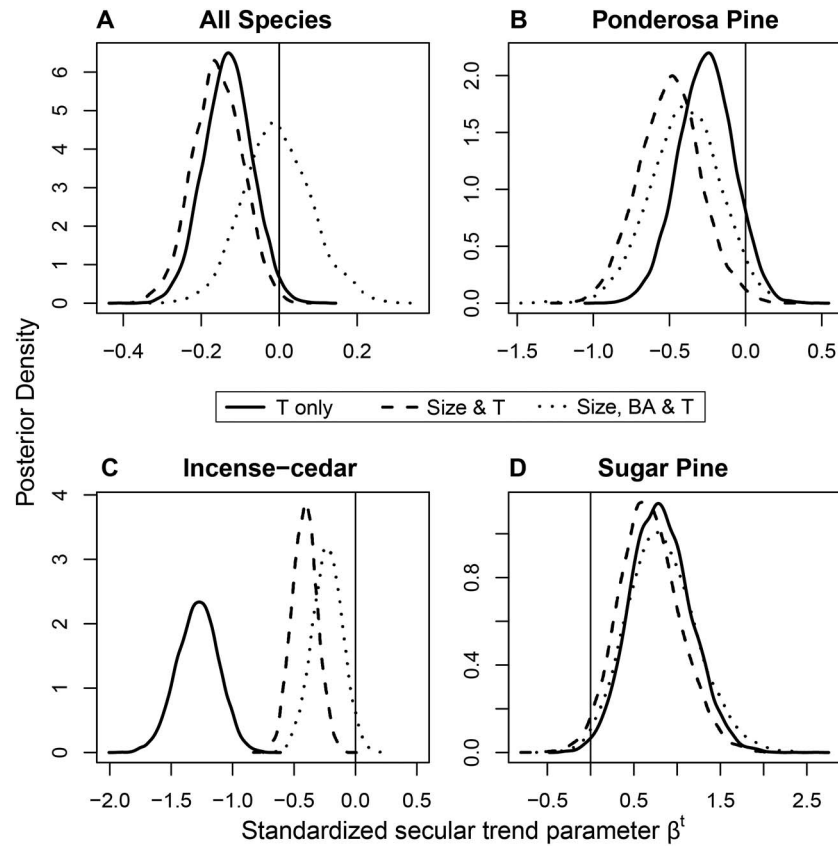 A All Species
B Ponderosa Pine
0 1 2 3 4 5 6
−0.4 −0.2 0.0 0.2
0.0 0.5 1.0 1.5 2.0
−1.5 −1.0 −0.5 0.0 0.5
Posterior Density
T only Size & T Size, BA & T
C Incense−cedar
D Sugar Pine
0 1 2 3 4
−2.0 −1.5 −1.0 −0.5 0.0 0.5
0.0 0.4 0.8
−0.5 0.5 1.5 2.5
Standardized secular trend parameter βᵗ